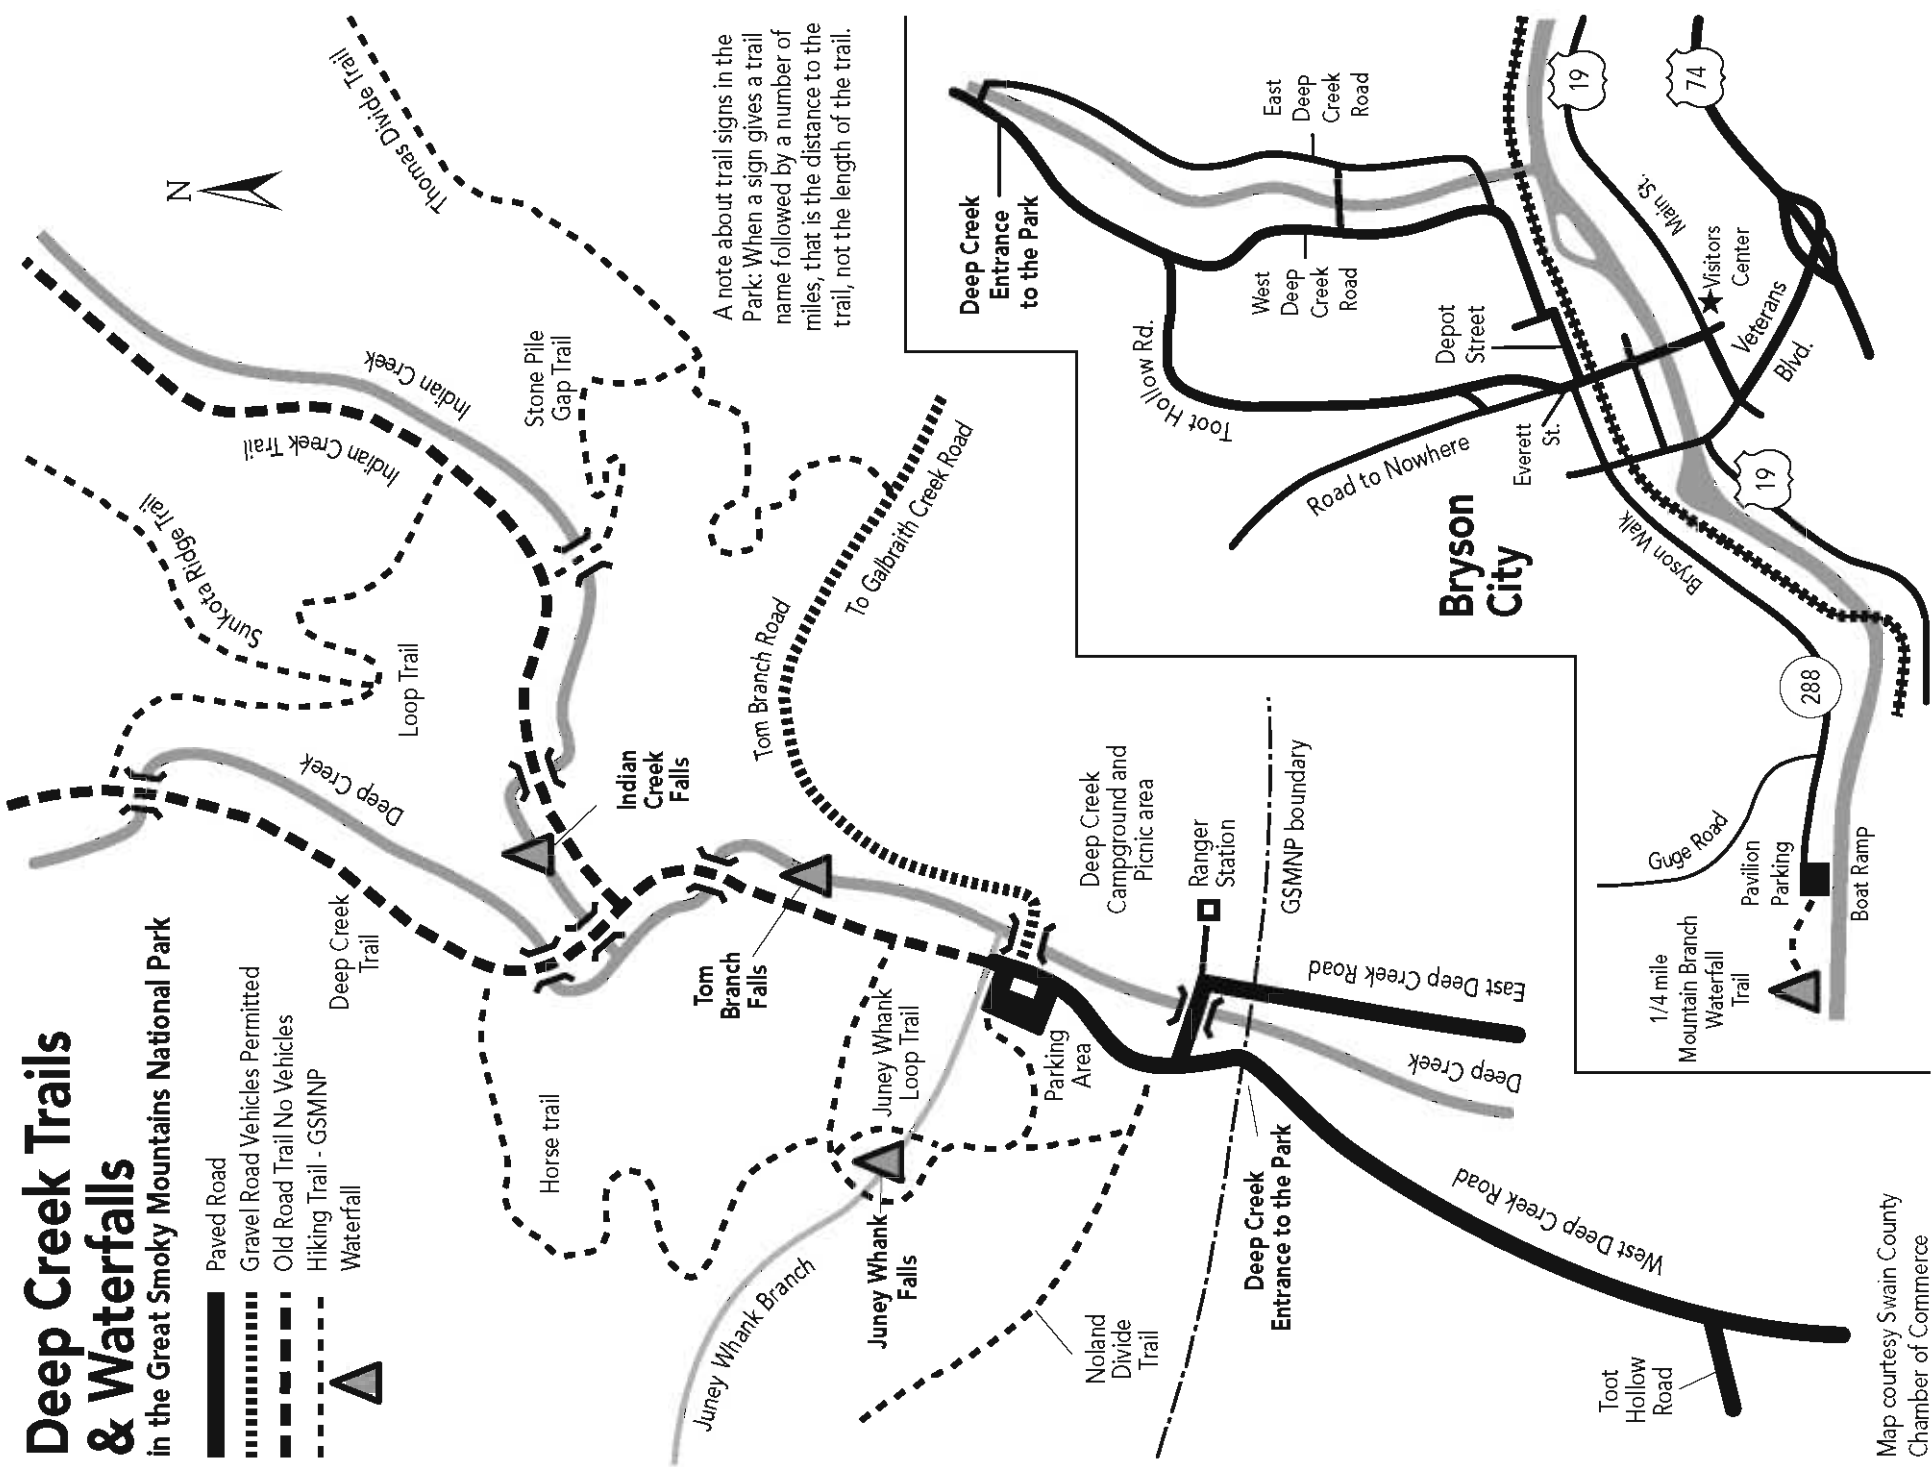 Deep Creek Trails
& Waterfalls
in the Great Smoky Mountains National Park
Paved Road
Gravel Road Vehicles Permitted
Old Road Trail No Vehicles
Hiking Trail - GSMNP
Waterfall
N
Thomas Divide Trail
Indian Creek
Indian Creek Trail
Sunkota Ridge Trail
Loop Trail
Stone Pile
Gap Trail
A note about trail signs in the
Park: When a sign gives a trail
name followed by a number of
miles, that is the distance to the
trail, not the length of the trail.
Deep Creek
Deep Creek
Trail
Indian
Creek
Falls
Tom Branch Road
To Galbraith Creek Road
Horse trail
Tom
Branch
Falls
Juney Whank
Loop Trail
Juney Whank
Falls
Juney Whank Branch
Parking
Area
Deep Creek
Campground and
Picnic area
Ranger
Station
GSMNP boundary
East Deep Creek Road
Deep Creek
Deep Creek
Entrance to the Park
West Deep Creek Road
Noland
Divide
Trail
Toot
Hollow
Road
Map courtesy Swain County
Chamber of Commerce
Deep Creek
Entrance
to the Park
East
Deep
Creek
Road
West
Deep
Creek
Road
Toot Hollow Rd.
Depot
Street
Road to Nowhere
Everett
St.
Bryson
City
Bryson Walk
19
74
Main St.
Visitors
Center
Veterans
Blvd.
19
288
Guge Road
Pavilion
Parking
Boat Ramp
1/4 mile
Mountain Branch
Waterfall
Trail